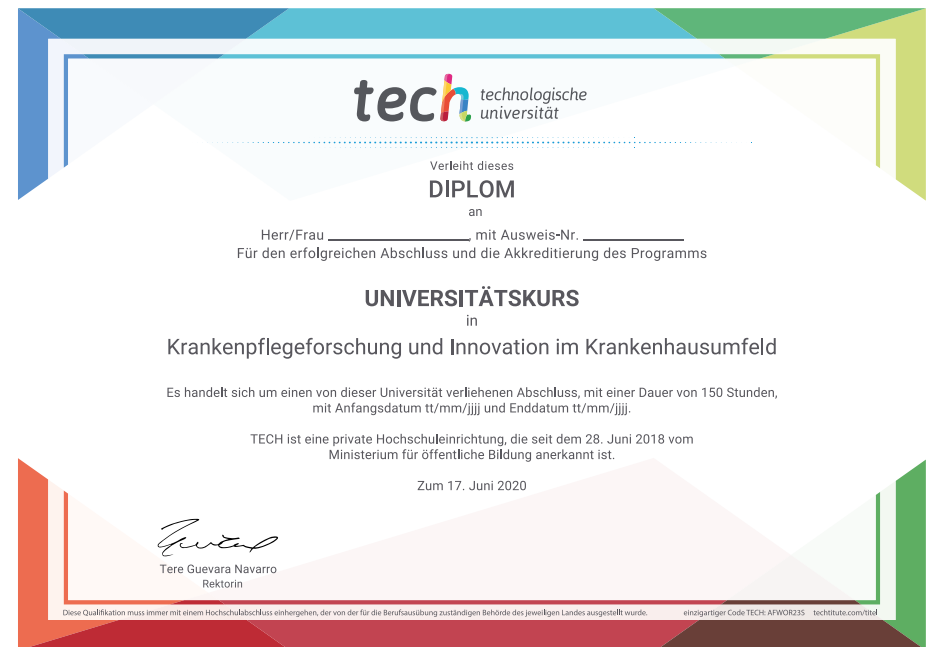 tech technologische
universität
Verleiht dieses
DIPLOM
an
Herr/Frau ________________, mit Ausweis-Nr. ____________
Für den erfolgreichen Abschluss und die Akkreditierung des Programms
UNIVERSITÄTSKURS
in
Krankenpflegeforschung und Innovation im Krankenhausumfeld
Es handelt sich um einen von dieser Universität verliehenen Abschluss, mit einer Dauer von 150 Stunden,
mit Anfangsdatum tt/mm/jjjj und Enddatum tt/mm/jjjj.
TECH ist eine private Hochschuleinrichtung, die seit dem 28. Juni 2018 vom
Ministerium für öffentliche Bildung anerkannt ist.
Zum 17. Juni 2020
Tere Guevara Navarro
Rektorin
Diese Qualifikation muss immer mit einem Hochschulabschluss einhergehen, der von der für die Berufsausübung zuständigen Behörde des jeweiligen Landes ausgestellt wurde. einzigartiger Code TECH: AFWOR23S techtitute.com/titel